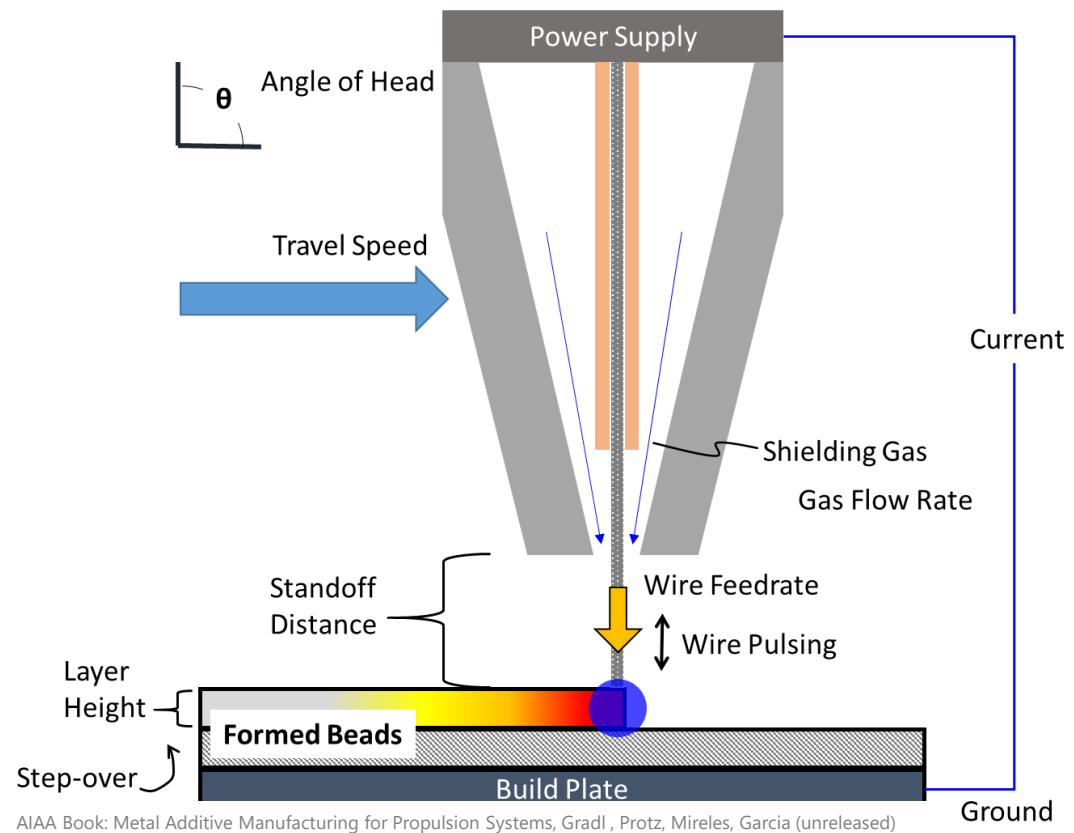 Power Supply
Angle of Head
θ
Travel Speed
Current
Shielding Gas
Gas Flow Rate
Standoff
Distance
Wire Feedrate
Wire Pulsing
Layer
Height
Formed Beads
Step-over
Build Plate
Ground
AIAA Book: Metal Additive Manufacturing for Propulsion Systems, Gradl , Protz, Mireles, Garcia (unreleased)